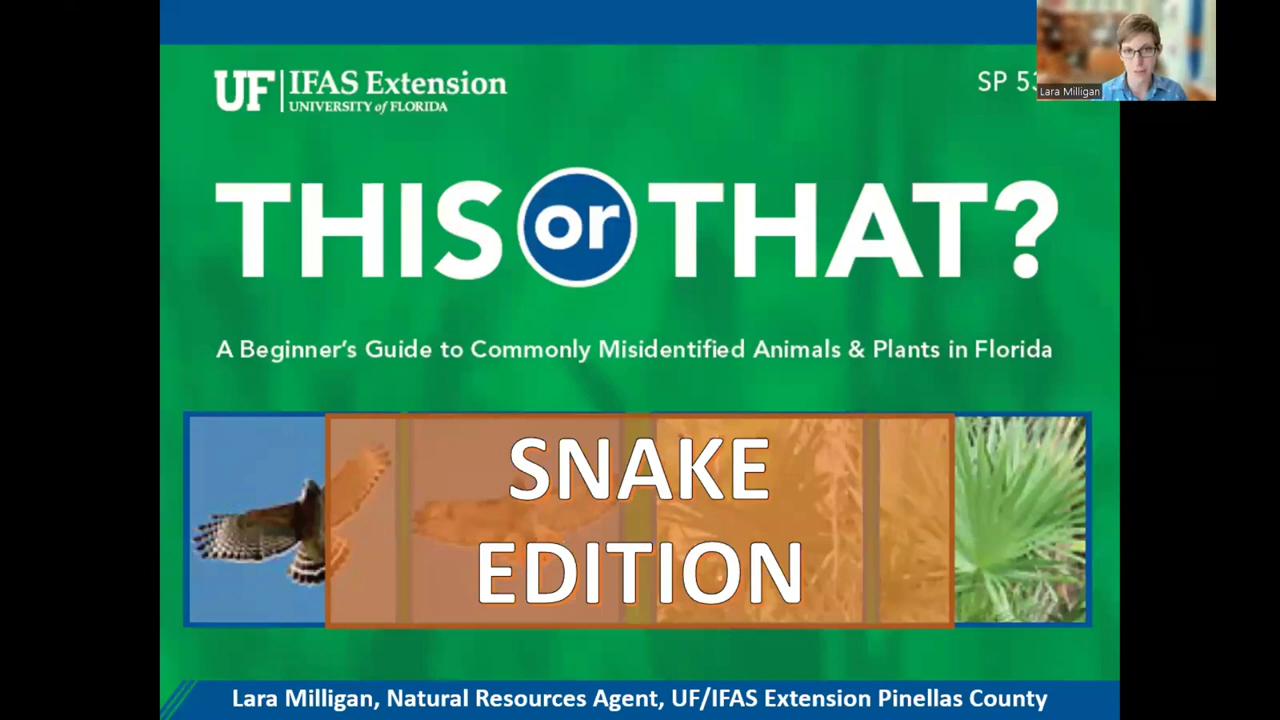 UF IFAS Extension
UNIVERSITY of FLORIDA
SP 53
Lara Milligan
THIS or THAT?
A Beginner's Guide to Commonly Misidentified Animals & Plants in Florida
SNAKE
EDITION
Lara Milligan, Natural Resources Agent, UF/IFAS Extension Pinellas County